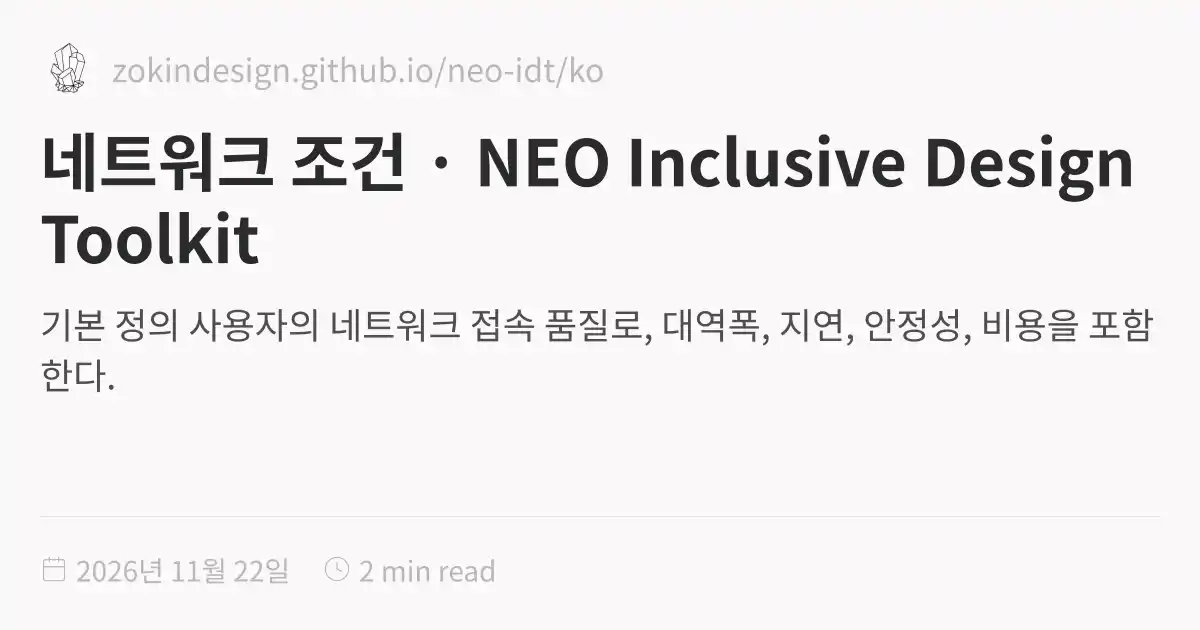 zokindesign.github.io/neo-idt/ko
네트워크 조건 · NEO Inclusive Design
Toolkit
기본 정의 사용자의 네트워크 접속 품질로, 대역폭, 지연, 안정성, 비용을 포함
한다.
2026년 11월 22일
2 min read